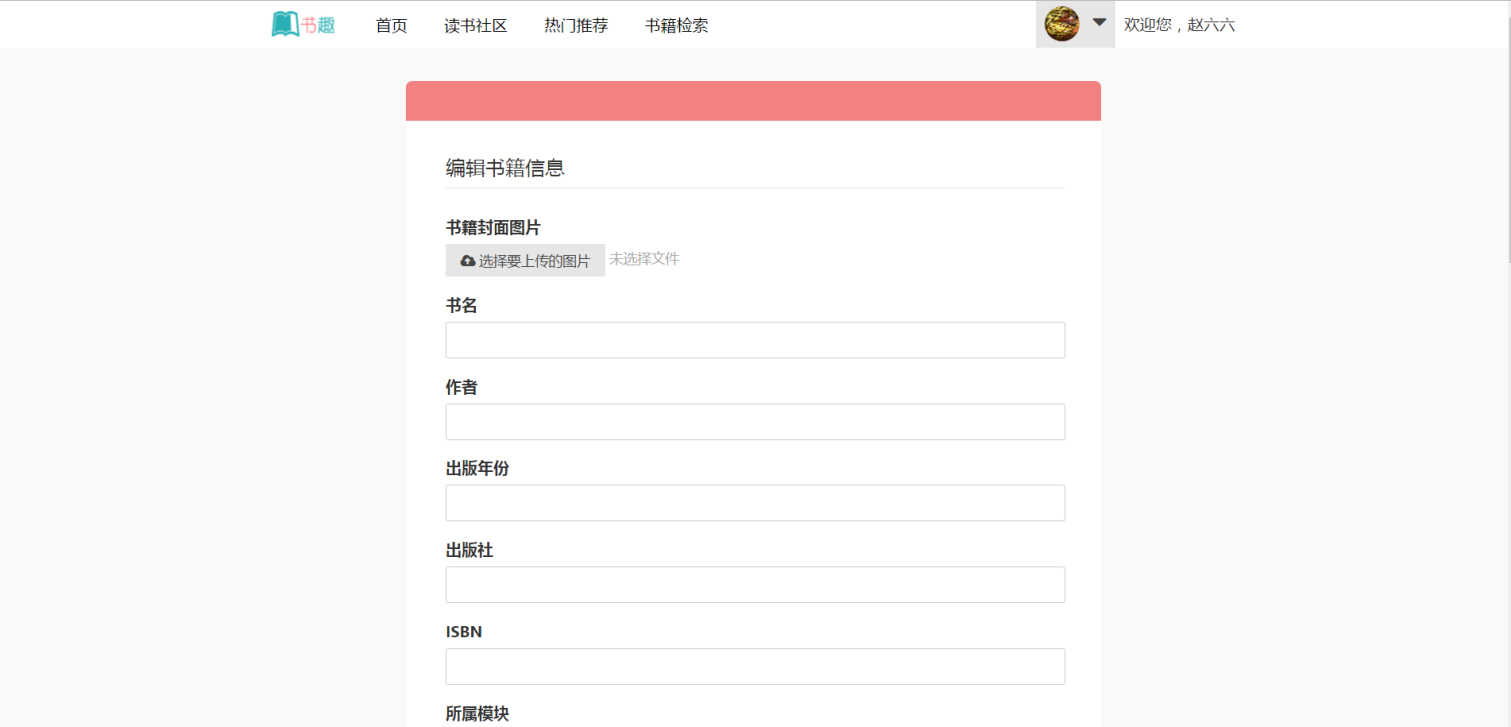 书趣 首页 读书社区 热门推荐 书籍检索 欢迎您，赵六六
编辑书籍信息
书籍封面图片
选择要上传的图片 未选择文件
书名
作者
出版年份
出版社
ISBN
所属模块